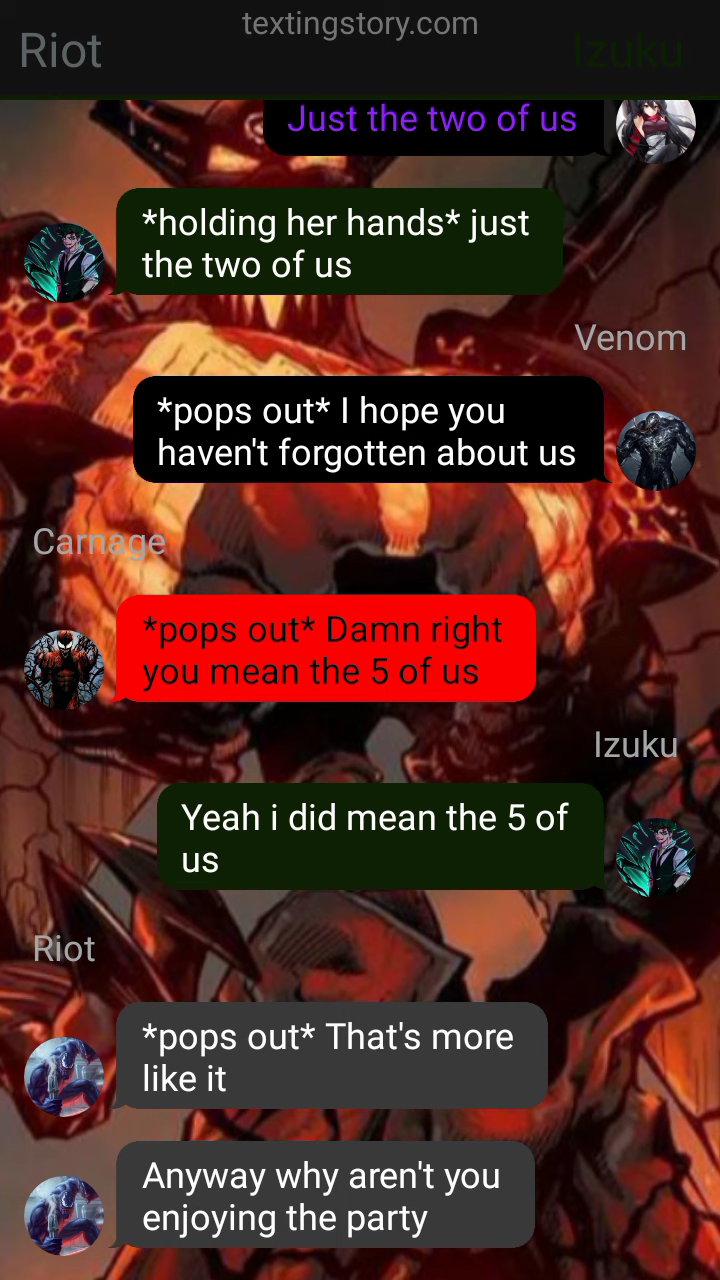 textingstory.com
Riot
Izuku
Just the two of us
*holding her hands* just
the two of us
Venom
*pops out* I hope you
haven't forgotten about us
Carnage
*pops out* Damn right
you mean the 5 of us
Izuku
Yeah i did mean the 5 of
us
Riot
*pops out* That's more
like it
Anyway why aren't you
enjoying the party